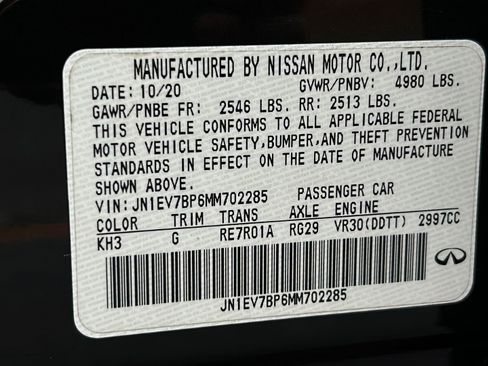 MANUFACTURED BY NISSAN MOTOR CO.,LTD.
DATE: 10/20 GVWR/PNBV: 4980 LBS.
GAWR/PNBE FR: 2546 LBS. RR: 2513 LBS.
THIS VEHICLE CONFORMS TO ALL APPLICABLE FEDERAL
MOTOR VEHICLE SAFETY,BUMPER,AND THEFT PREVENTION
STANDARDS IN EFFECT ON THE DATE OF MANUFACTURE
SHOWN ABOVE.
VIN: JN1EV7BP6MM702285 PASSENGER CAR
COLOR TRIM TRANS AXLE ENGINE
KH3 G RE7R01A RG29 VR30(DDTT) 2997CC
JN1EV7BP6MM702285